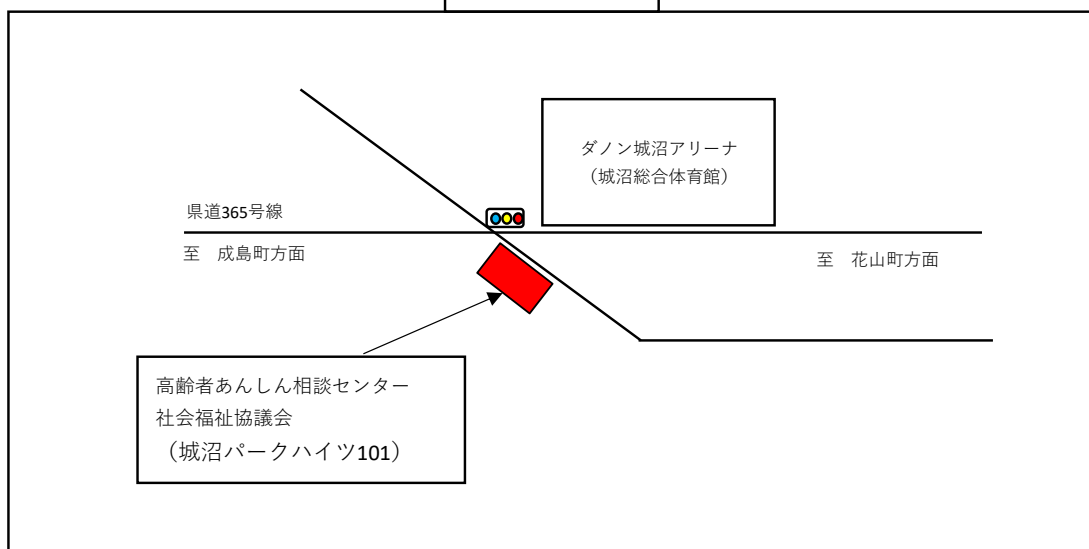 ダノン城沼アリーナ
（城沼総合体育館）
県道365号線
至　成島町方面
至　花山町方面
高齢者あんしん相談センター
社会福祉協議会
（城沼パークハイツ101）